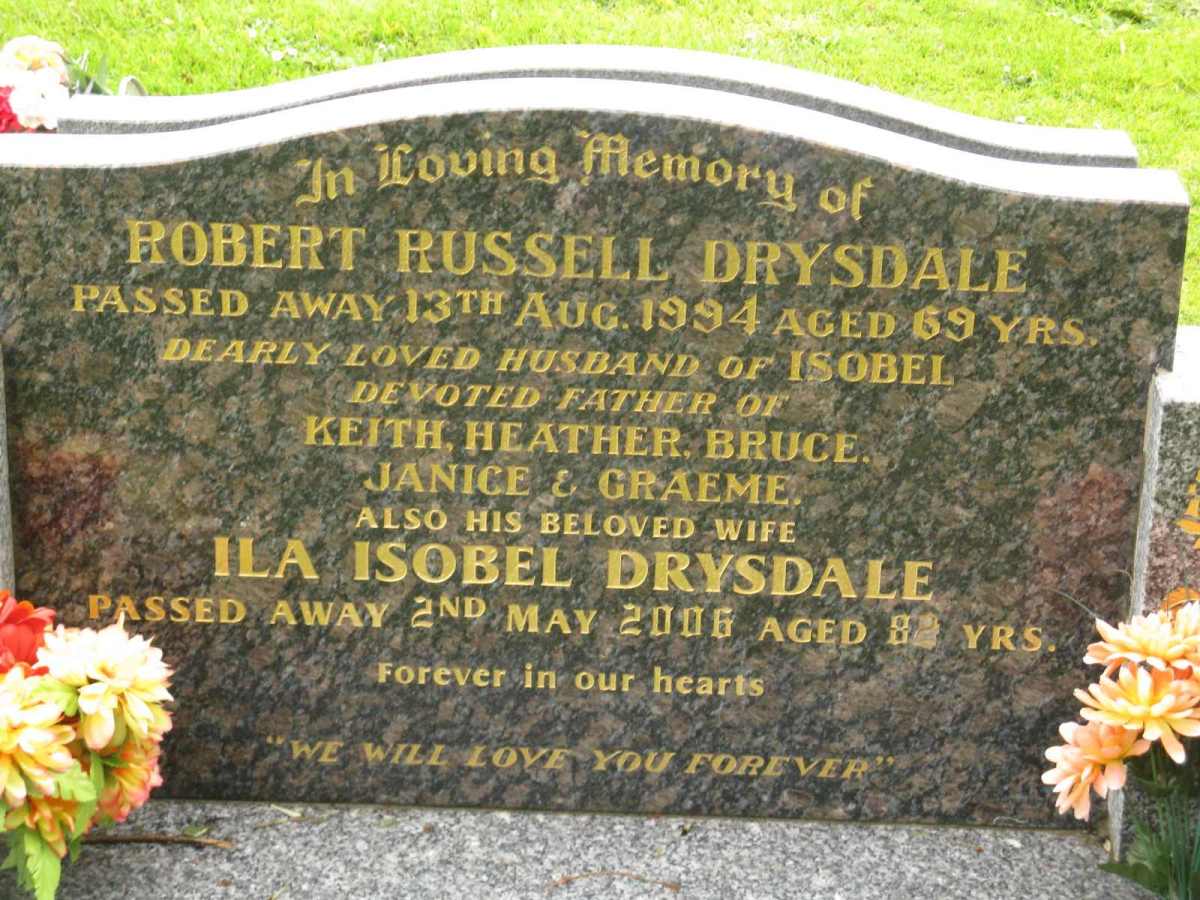 In Loving Memory of
ROBERT RUSSELL DRYSDALE
PASSED AWAY 13TH AUG. 1994 AGED 69 YRS.
DEARLY LOVED HUSBAND OF ISOBEL
DEVOTED FATHER OF
KEITH, HEATHER, BRUCE.
JANICE & GRAEME.
ALSO HIS BELOVED WIFE
ILA ISOBEL DRYSDALE
PASSED AWAY 2ND MAY 2006 AGED 82 YRS.
Forever in our hearts
"WE WILL LOVE YOU FOREVER"